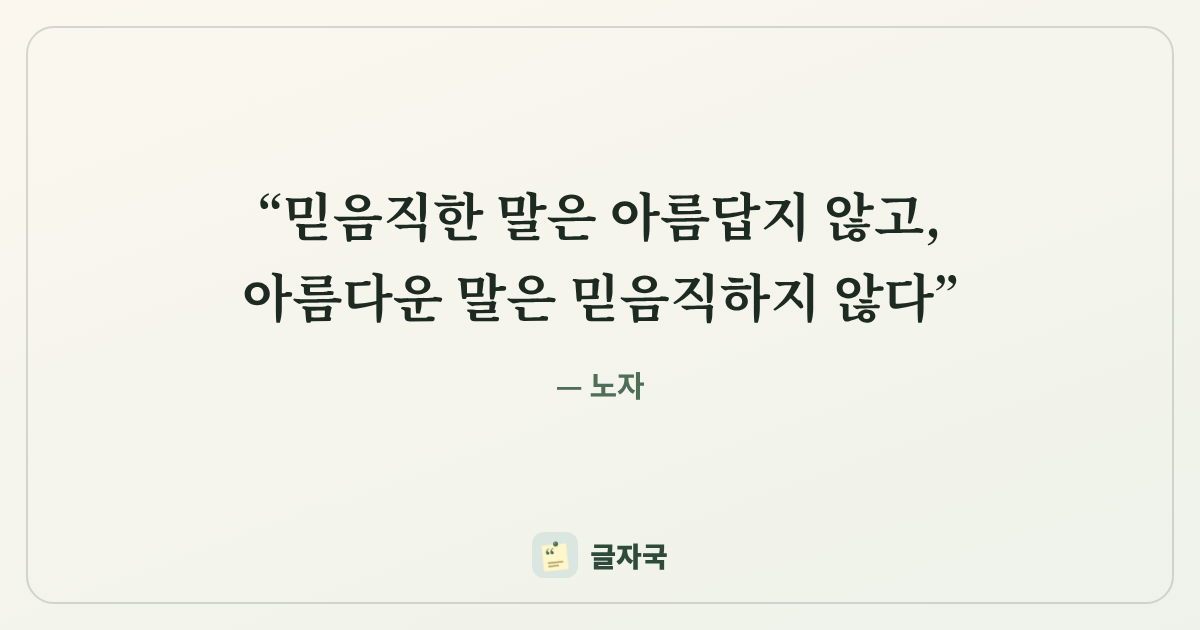 “믿음직한 말은 아름답지 않고,
아름다운 말은 믿음직하지 않다”
— 노자
글자국